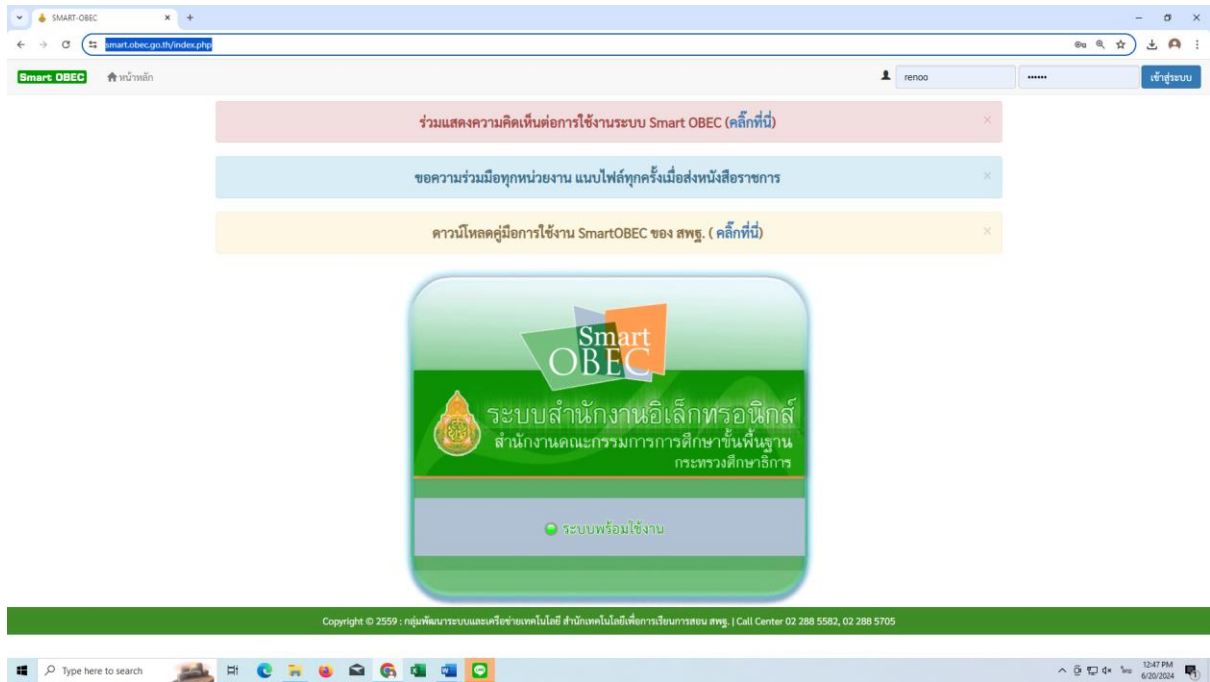 SMART-OBEC
smart.obec.go.th/index.php
Smart OBEC หน้าหลัก renoo •••••• เข้าสู่ระบบ
ร่วมแสดงความคิดเห็นต่อการใช้งานระบบ Smart OBEC (คลิ๊กที่นี่) ×
ขอความร่วมมือทุกหน่วยงาน แนบไฟล์ทุกครั้งเมื่อส่งหนังสือราชการ ×
ดาวน์โหลดคู่มือการใช้งาน SmartOBEC ของ สพฐ. ( คลิ๊กที่นี่) ×
Smart
OBEC
ระบบสำนักงานอิเล็กทรอนิกส์
สำนักงานคณะกรรมการการศึกษาขั้นพื้นฐาน
กระทรวงศึกษาธิการ
ระบบพร้อมใช้งาน
Copyright © 2559 : กลุ่มพัฒนาระบบและเครือข่ายเทคโนโลยี สำนักเทคโนโลยีเพื่อการเรียนการสอน สพฐ. | Call Center 02 288 5582, 02 288 5705
Type here to search
12:47 PM
6/20/2024